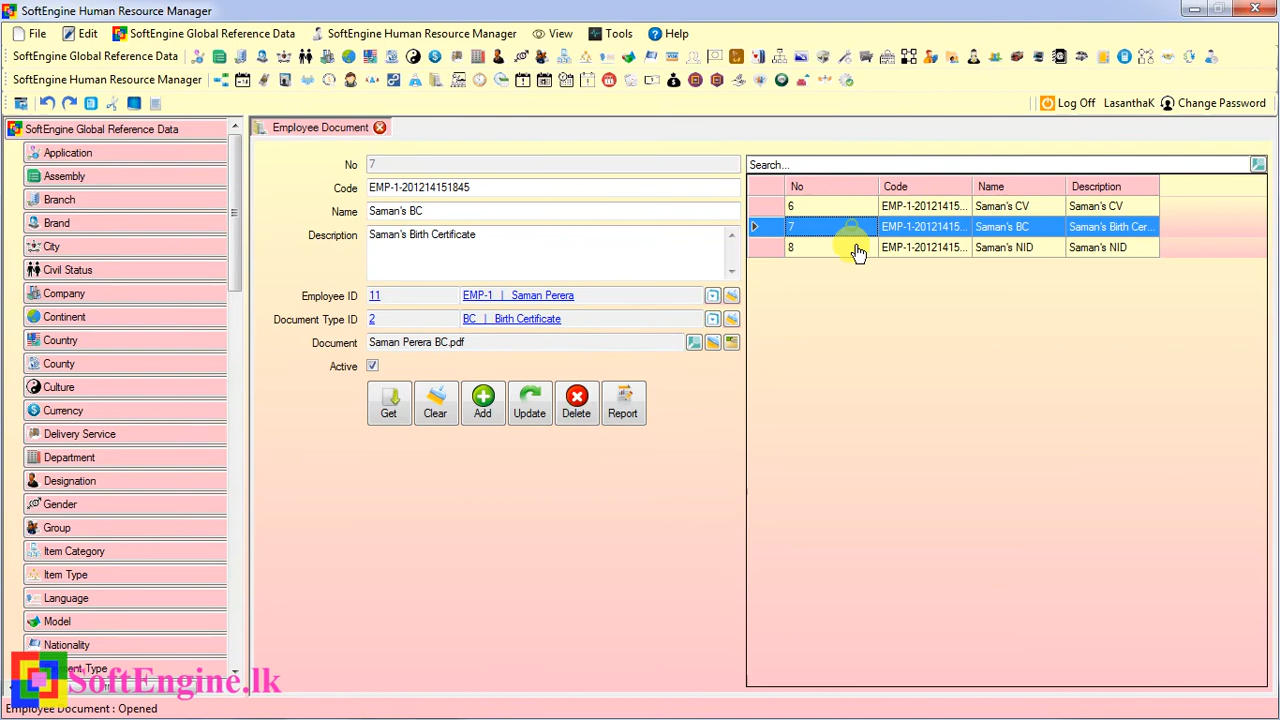 SoftEngine Human Resource Manager
File Edit SoftEngine Global Reference Data SoftEngine Human Resource Manager View Tools Help
SoftEngine Global Reference Data
SoftEngine Human Resource Manager
Log Off LasanthaK Change Password
SoftEngine Global Reference Data
Application
Assembly
Branch
Brand
City
Civil Status
Company
Continent
Country
County
Culture
Currency
Delivery Service
Department
Designation
Gender
Group
Item Category
Item Type
Language
Model
Nationality
Type
Employee Document
No 7
Code EMP-1-201214151845
Name Saman's BC
Description Saman's Birth Certificate
Employee ID 11 EMP-1 | Saman Perera
Document Type ID 2 BC | Birth Certificate
Document Saman Perera BC.pdf
Active
Get Clear Add Update Delete Report
Search...
No Code Name Description
6 EMP-1-20121415... Saman's CV Saman's CV
7 EMP-1-20121415... Saman's BC Saman's Birth Cer...
8 EMP-1-20121415... Saman's NID Saman's NID
SoftEngine.lk
Employee Document : Opened